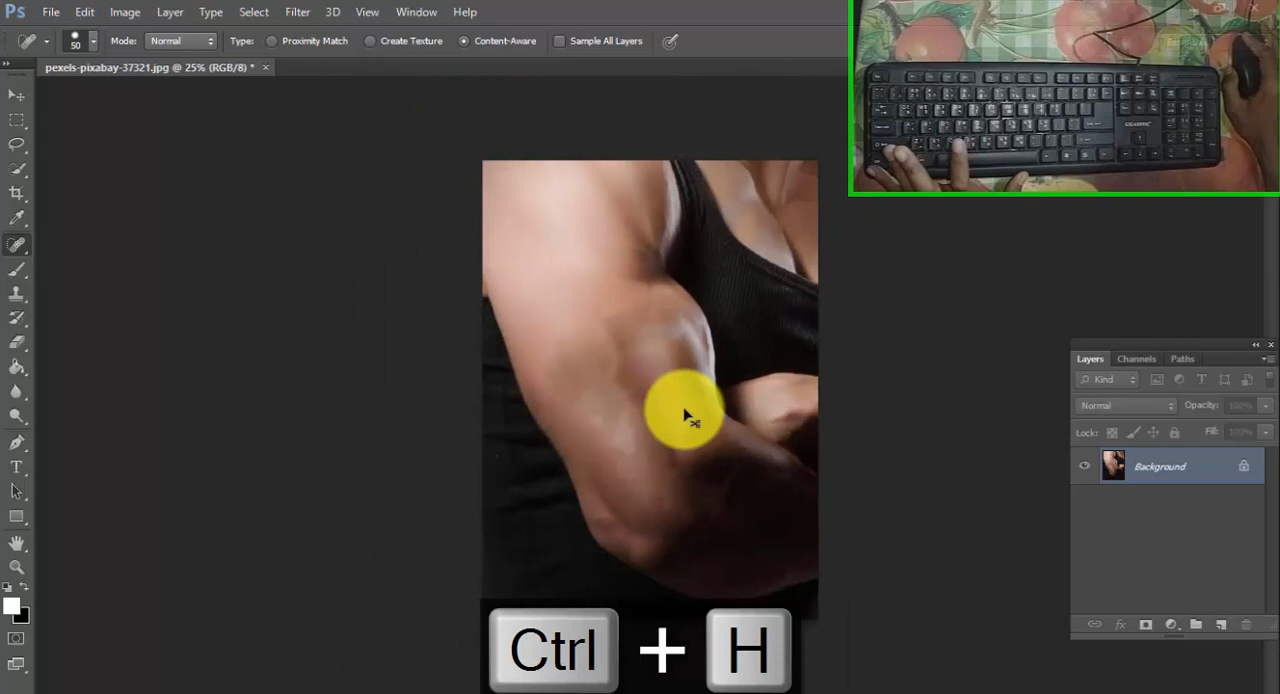 Ps File Edit Image Layer Type Select Filter 3D View Window Help
50 Mode: Normal Type: Proximity Match Create Texture Content-Aware Sample All Layers
pexels-pixabay-37321.jpg @ 25% (RGB/8) * ×
Layers Channels Paths
Kind
Normal Opacity: 100%
Lock: Fill: 100%
Background
Ctrl + H